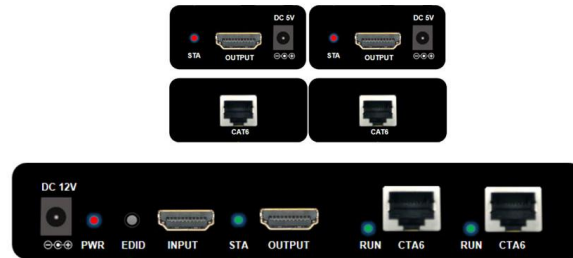 DC 5V
STA OUTPUT
DC 5V
STA OUTPUT
CAT6
CAT6
DC 12V
PWR EDID INPUT STA OUTPUT RUN CTA6 RUN CTA6